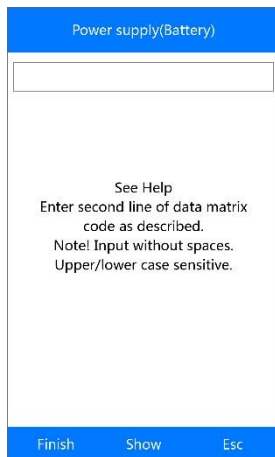 Power supply(Battery)
See Help
Enter second line of data matrix
code as described.
Note! Input without spaces.
Upper/lower case sensitive.
Finish Show Esc